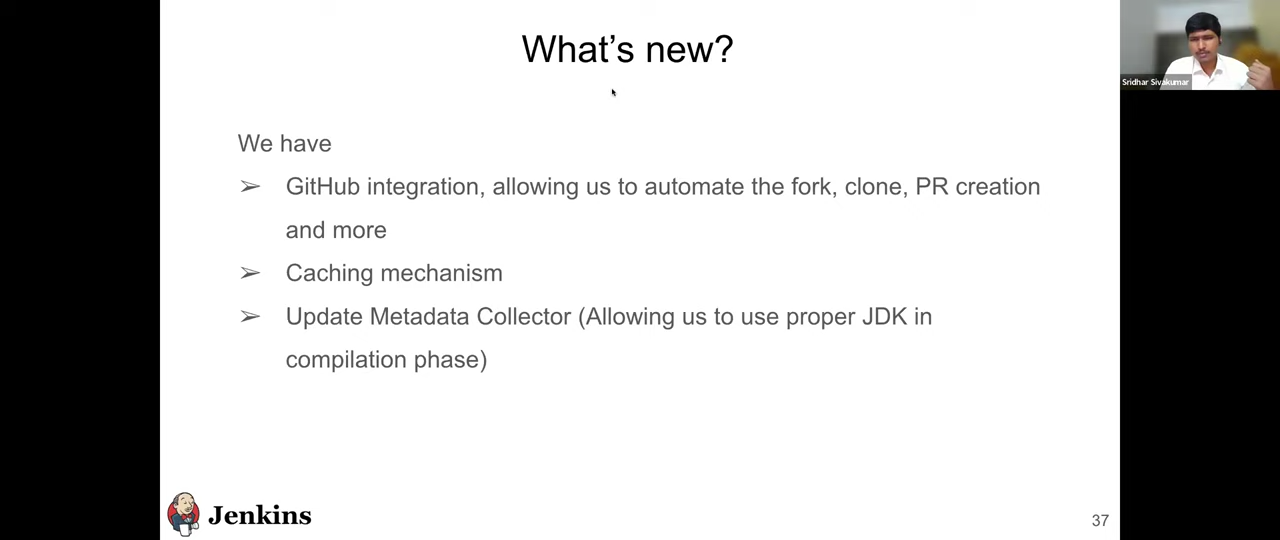 What's new?
Sridhar Sivakumar
We have
➢ GitHub integration, allowing us to automate the fork, clone, PR creation
and more
➢ Caching mechanism
➢ Update Metadata Collector (Allowing us to use proper JDK in
compilation phase)
Jenkins
37